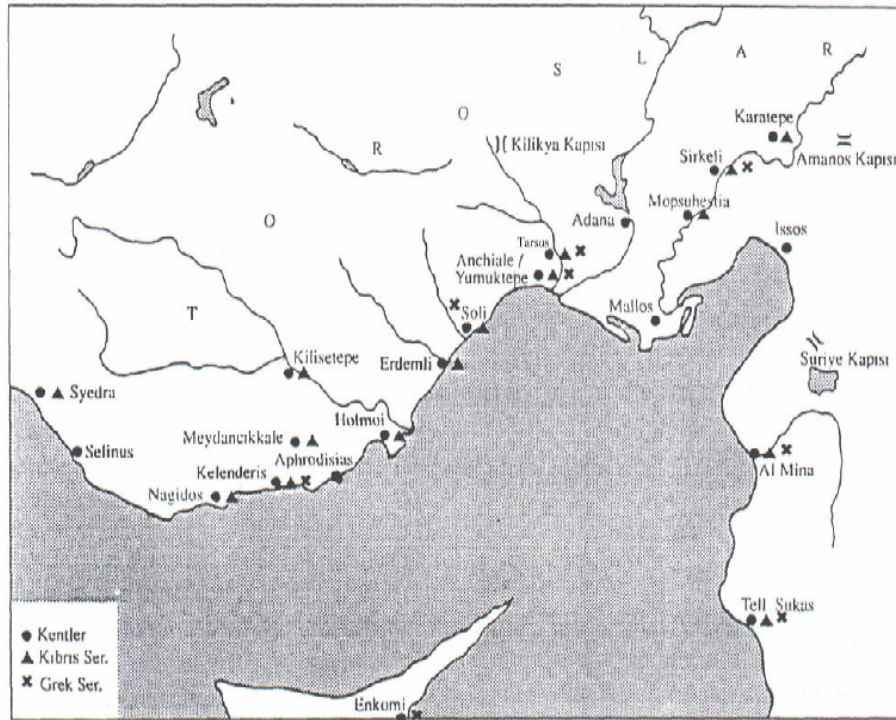 T O R O S L A R
Karatepe
)( Kilikya Kapısı
Sirkeli
Amanos Kapısı
Mopsuhestia
Adana
Issos
Tarsus
Anchiale /
Yumuktepe
Mallos
Soli
Suriye Kapısı
Kilisetepe
Erdemli
Syedra
Holmoi
Meydancıkkale
Selinus
Aphrodisias
Al Mina
Kelenderis
Nagidos
Tell Sukas
Kentler
Kıbrıs Ser.
Grek Ser.
Enkomi